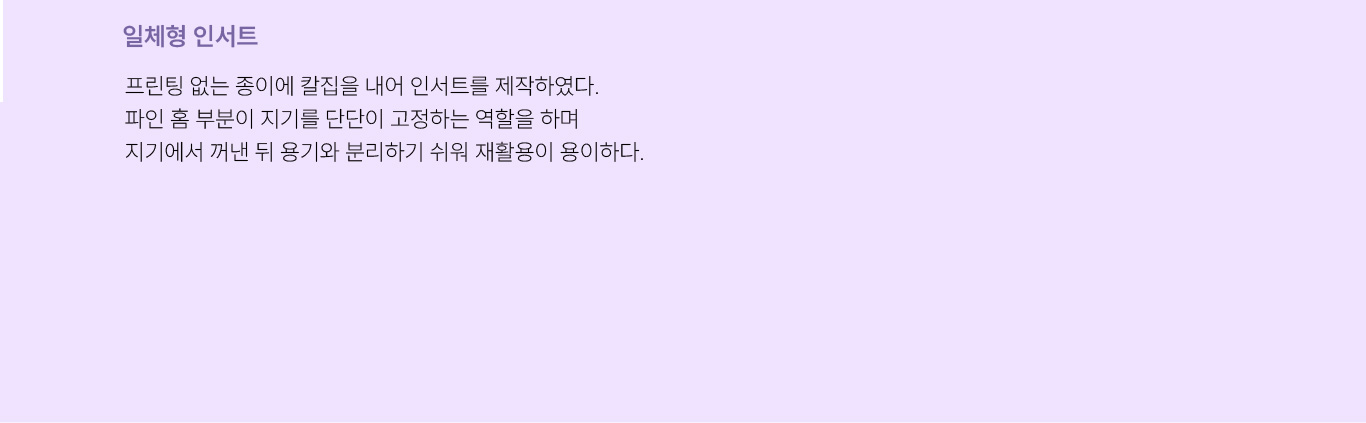 일체형 인서트
프린팅 없는 종이에 칼집을 내어 인서트를 제작하였다.
파인 홈 부분이 지기를 단단이 고정하는 역할을 하며
지기에서 꺼낸 뒤 용기와 분리하기 쉬워 재활용이 용이하다.